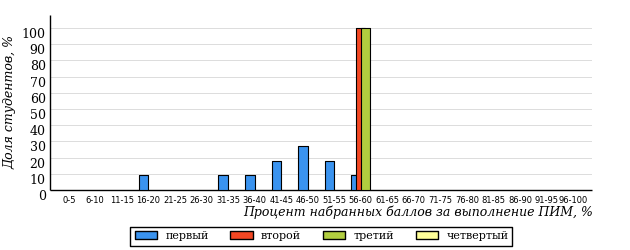 Доля студентов, %
100
90
80
70
60
50
40
30
20
10
0
0-5 6-10 11-15 16-20 21-25 26-30 31-35 36-40 41-45 46-50 51-55 56-60 61-65 66-70 71-75 76-80 81-85 86-90 91-95 96-100
Процент набранных баллов за выполнение ПИМ, %
первый второй третий четвертый